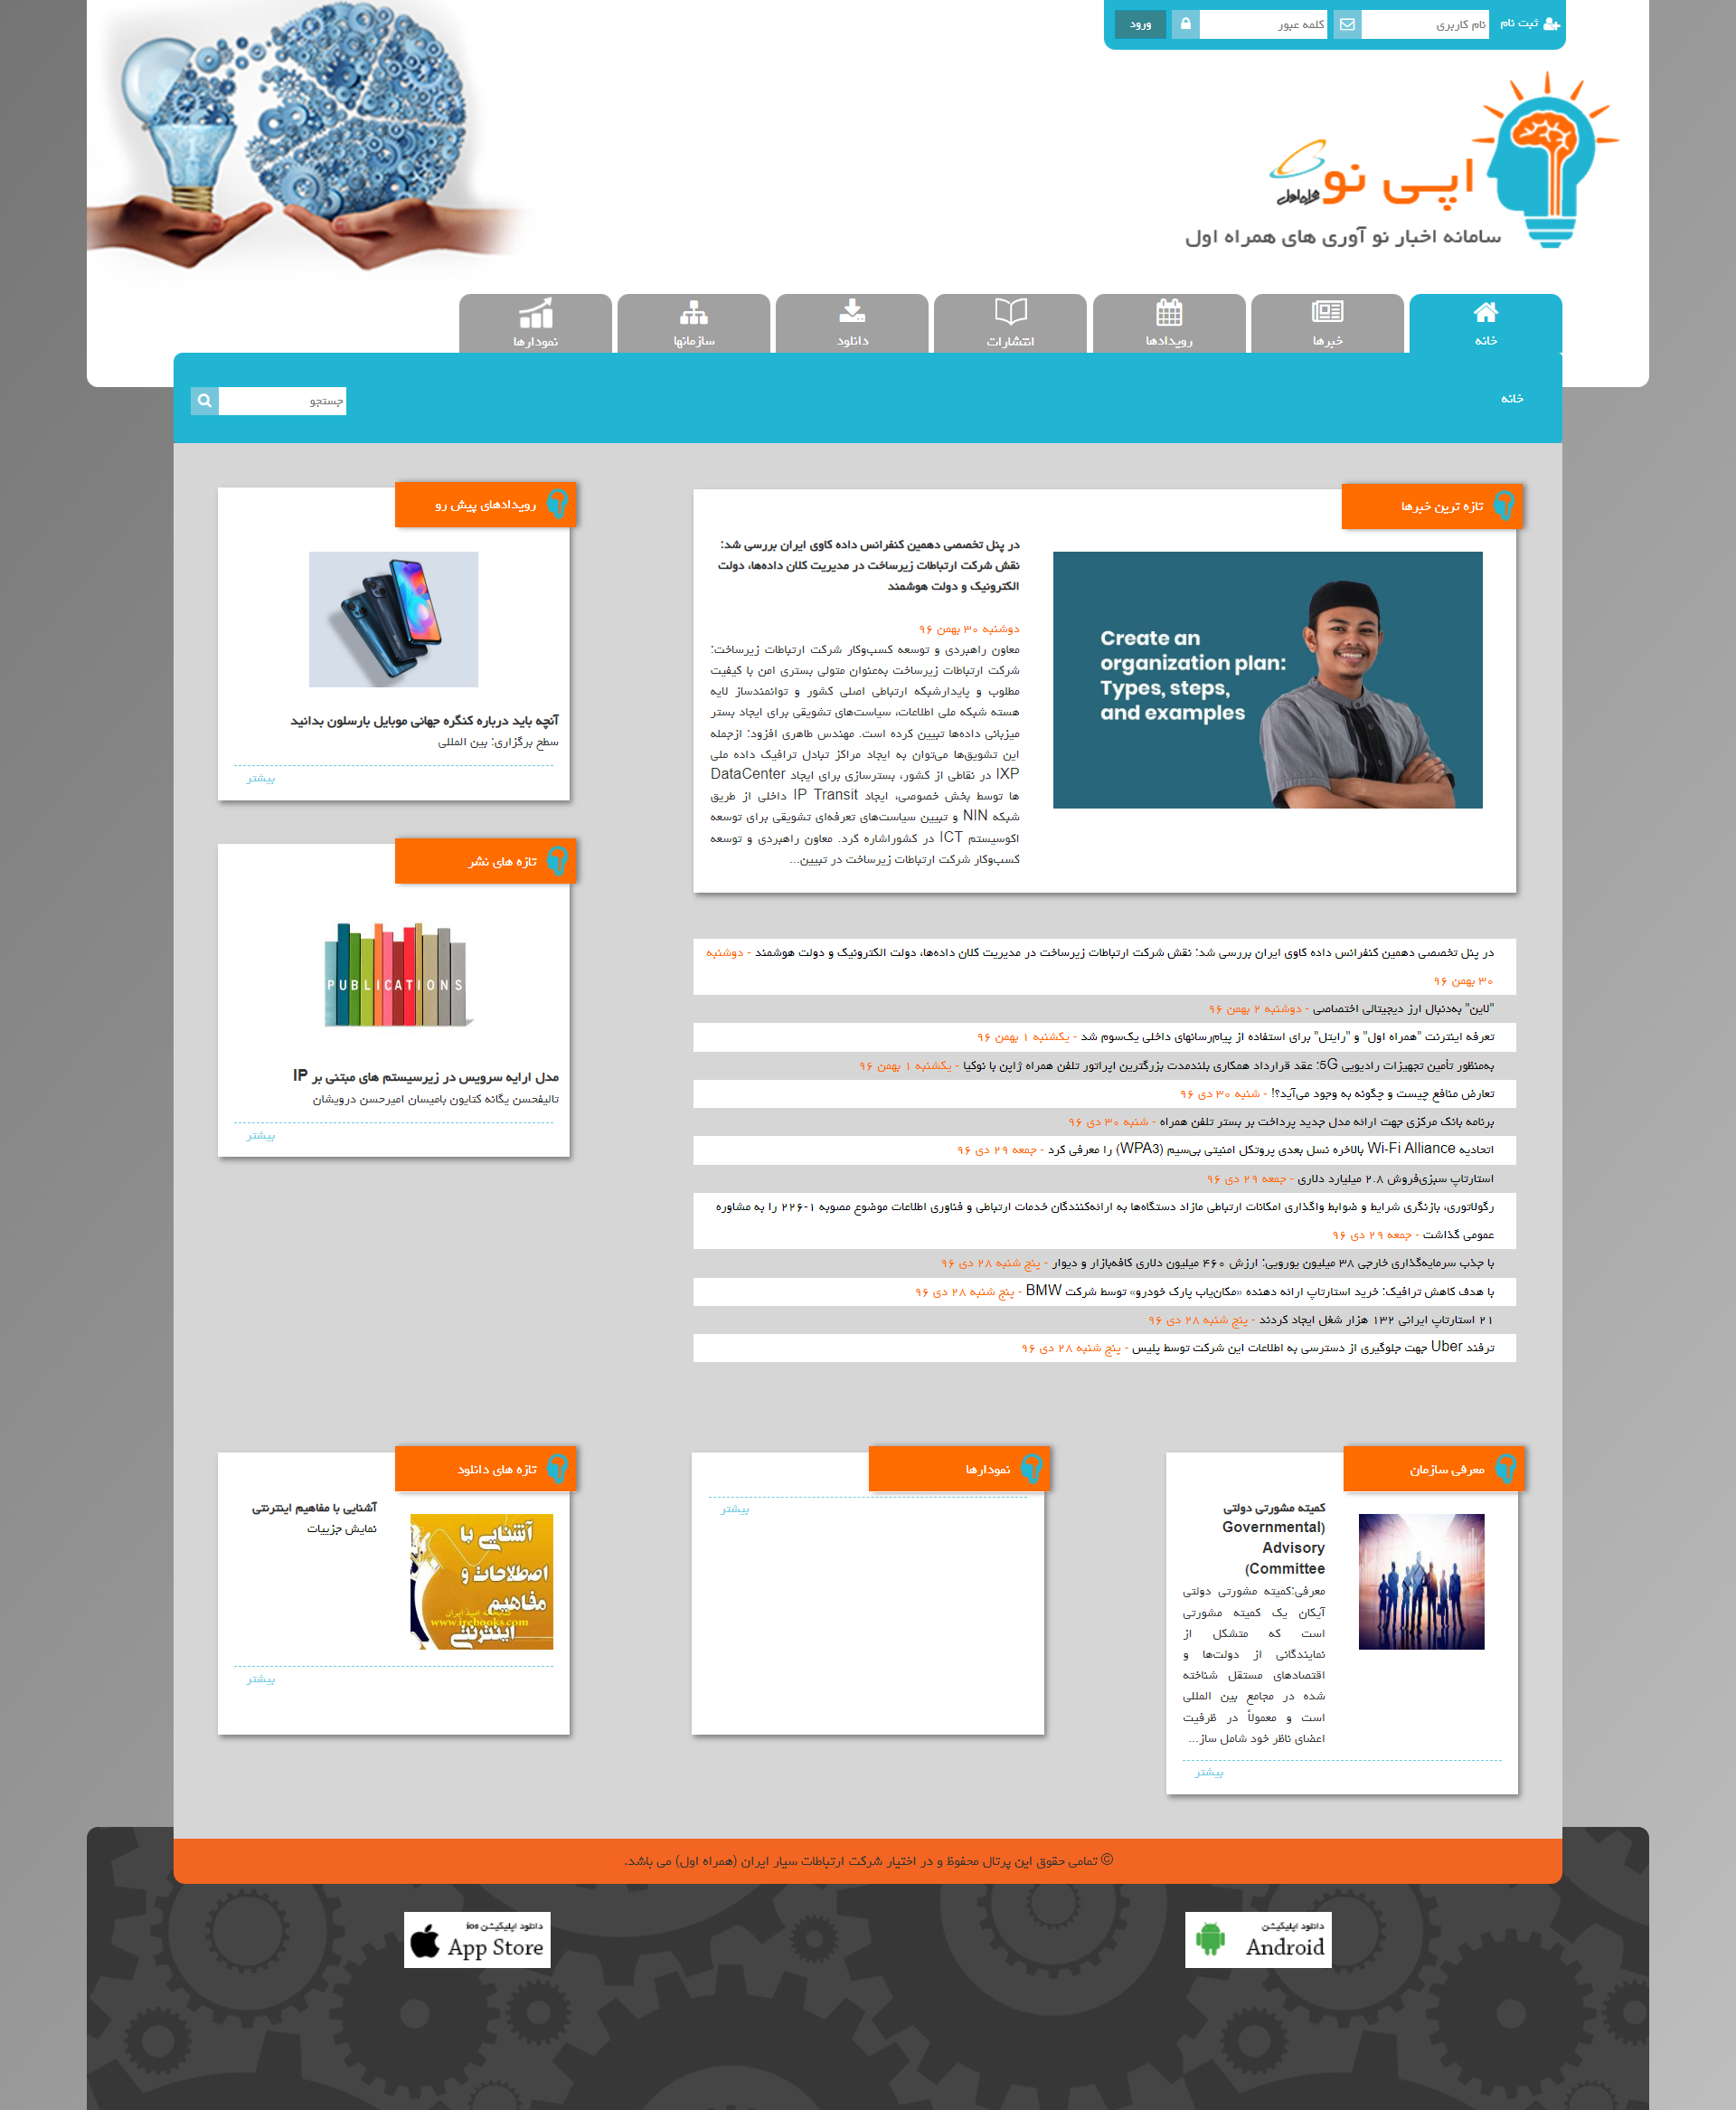 ثبت نام
نام کاربری
کلمه عبور
ورود
اپی نو
همراه اول
سامانه اخبار نو آوری های همراه اول
خانه
خبرها
رویدادها
انتشارات
دانلود
سازمانها
نمودارها
خانه
جستجو
تازه ترین خبرها
Create an
organization plan:
Types, steps,
and examples
در پنل تخصصی دهمین کنفرانس داده کاوی ایران بررسی شد:
نقش شرکت ارتباطات زیرساخت در مدیریت کلان داده‌ها، دولت
الکترونیک و دولت هوشمند
دوشنبه ۳۰ بهمن ۹۶
معاون راهبردی و توسعه کسب‌وکار شرکت ارتباطات زیرساخت:
شرکت ارتباطات زیرساخت به‌عنوان متولی بستری امن با کیفیت
مطلوب و پایدارشبکه ارتباطی اصلی کشور و توانمندساز لایه
هسته شبکه ملی اطلاعات، سیاست‌های تشویقی برای ایجاد بستر
میزبانی داده‌ها تبیین کرده است. مهندس طاهری افزود: ازجمله
این تشویق‌ها می‌توان به ایجاد مراکز تبادل ترافیک داده ملی
IXP در نقاطی از کشور، بسترسازی برای ایجاد DataCenter
ها توسط بخش خصوصی، ایجاد IP Transit داخلی از طریق
شبکه NIN و تبیین سیاست‌های تعرفه‌ای تشویقی برای توسعه
اکوسیستم ICT در کشوراشاره کرد. معاون راهبردی و توسعه
کسب‌وکار شرکت ارتباطات زیرساخت در تبیین...
رویدادهای پیش رو
آنچه باید درباره کنگره جهانی موبایل بارسلون بدانید
سطح برگزاری: بین المللی
بیشتر
تازه های نشر
PUBLICATIONS
مدل ارایه سرویس در زیرسیستم های مبتنی بر IP
تالیفحسن یگانه کتایون بامیسان امیرحسن درویشان
بیشتر
در پنل تخصصی دهمین کنفرانس داده کاوی ایران بررسی شد: نقش شرکت ارتباطات زیرساخت در مدیریت کلان داده‌ها، دولت الکترونیک و دولت هوشمند - دوشنبه
۳۰ بهمن ۹۶
"لاین" به‌دنبال ارز دیجیتالی اختصاصی - دوشنبه ۲ بهمن ۹۶
تعرفه اینترنت "همراه اول" و "رایتل" برای استفاده از پیام‌رسانهای داخلی یک‌سوم شد - یکشنبه ۱ بهمن ۹۶
به‌منظور تأمین تجهیزات رادیویی 5G: عقد قرارداد همکاری بلندمدت بزرگترین اپراتور تلفن همراه ژاپن با نوکیا - یکشنبه ۱ بهمن ۹۶
تعارض منافع چیست و چگونه به وجود می‌آید؟! - شنبه ۳۰ دی ۹۶
برنامه بانک مرکزی جهت ارائه مدل جدید پرداخت بر بستر تلفن همراه - شنبه ۳۰ دی ۹۶
اتحادیه Wi-Fi Alliance بالاخره نسل بعدی پروتکل امنیتی بی‌سیم (WPA3) را معرفی کرد - جمعه ۲۹ دی ۹۶
استارتاپ سبزی‌فروش ۲.۸ میلیارد دلاری - جمعه ۲۹ دی ۹۶
رگولاتوری، بازنگری شرایط و ضوابط واگذاری امکانات ارتباطی مازاد دستگاه‌ها به ارائه‌کنندگان خدمات ارتباطی و فناوری اطلاعات موضوع مصوبه ۱-۲۲۶ را به مشاوره
عمومی گذاشت - جمعه ۲۹ دی ۹۶
با جذب سرمایه‌گذاری خارجی ۳۸ میلیون یورویی: ارزش ۴۶۰ میلیون دلاری کافه‌بازار و دیوار - پنج شنبه ۲۸ دی ۹۶
با هدف کاهش ترافیک: خرید استارتاپ ارائه دهنده «مکان‌یاب پارک خودرو» توسط شرکت BMW - پنج شنبه ۲۸ دی ۹۶
۲۱ استارتاپ ایرانی ۱۳۲ هزار شغل ایجاد کردند - پنج شنبه ۲۸ دی ۹۶
ترفند Uber جهت جلوگیری از دسترسی به اطلاعات این شرکت توسط پلیس - پنج شنبه ۲۸ دی ۹۶
معرفی سازمان
کمیته مشورتی دولتی
(Governmental
Advisory
Committee)
معرفی:کمیته مشورتی دولتی
آیکان یک کمیته مشورتی
است که متشکل از
نمایندگانی از دولت‌ها و
اقتصادهای مستقل شناخته
شده در مجامع بین المللی
است و معمولاً در ظرفیت
اعضای ناظر خود شامل ساز...
بیشتر
نمودارها
بیشتر
تازه های دانلود
آشنایی با مفاهیم اینترنتی
نمایش جزییات
آشنایی با
اصطلاحات و
مفاهیم
www.irebooks.com
اینترنتی
بیشتر
© تمامی حقوق این پرتال محفوظ و در اختیار شرکت ارتباطات سیار ایران (همراه اول) می باشد.
دانلود اپلیکیشن
Android
دانلود اپلیکیشن ios
App Store